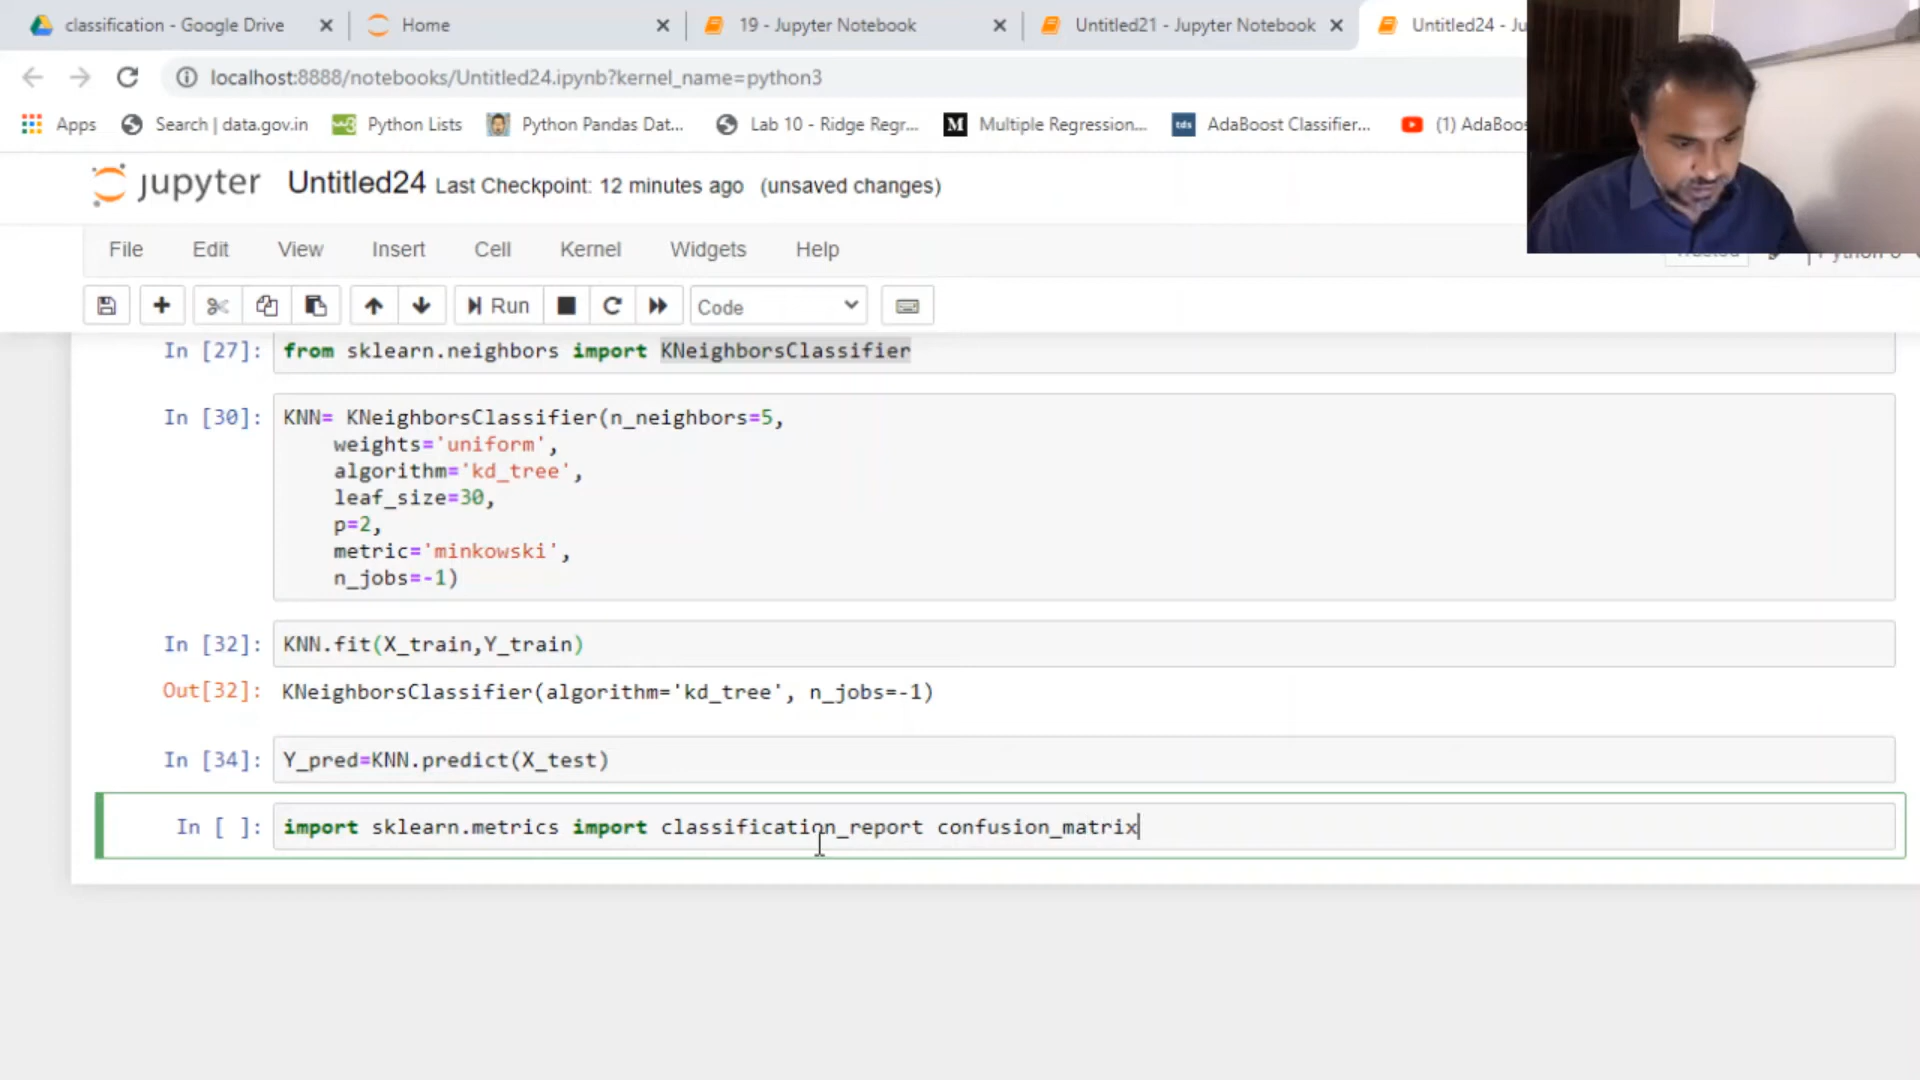 classification - Google Drive
Home
19 - Jupyter Notebook
Untitled21 - Jupyter Notebook
Untitled24 - Ju
localhost:8888/notebooks/Untitled24.ipynb?kernel_name=python3
Apps
Search | data.gov.in
Python Lists
Python Pandas Dat...
Lab 10 - Ridge Regr...
Multiple Regression...
AdaBoost Classifier...
(1) AdaBoos
jupyter Untitled24 Last Checkpoint: 12 minutes ago (unsaved changes)
File Edit View Insert Cell Kernel Widgets Help
Run Code
In [27]: from sklearn.neighbors import KNeighborsClassifier
In [30]: KNN= KNeighborsClassifier(n_neighbors=5,
weights='uniform',
algorithm='kd_tree',
leaf_size=30,
p=2,
metric='minkowski',
n_jobs=-1)
In [32]: KNN.fit(X_train,Y_train)
Out[32]: KNeighborsClassifier(algorithm='kd_tree', n_jobs=-1)
In [34]: Y_pred=KNN.predict(X_test)
In [ ]: import sklearn.metrics import classification_report confusion_matrix